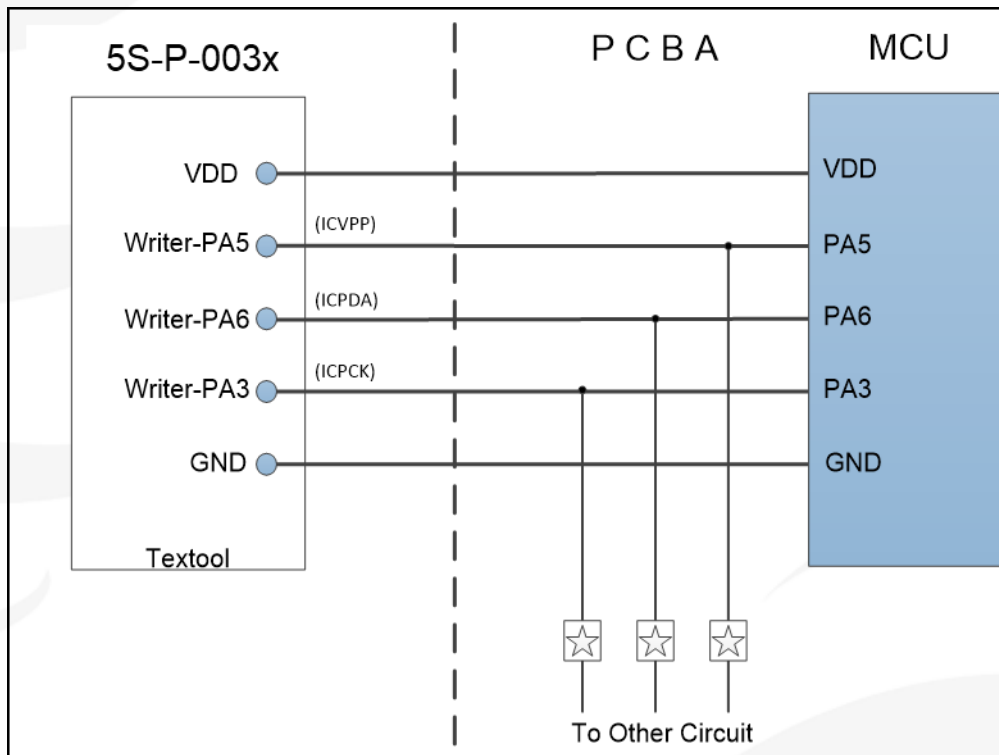 5S-P-003x
P C B A
MCU
VDD
VDD
Writer-PA5
(ICVPP)
PA5
Writer-PA6
(ICPDA)
PA6
Writer-PA3
(ICPCK)
PA3
GND
GND
Textool
To Other Circuit